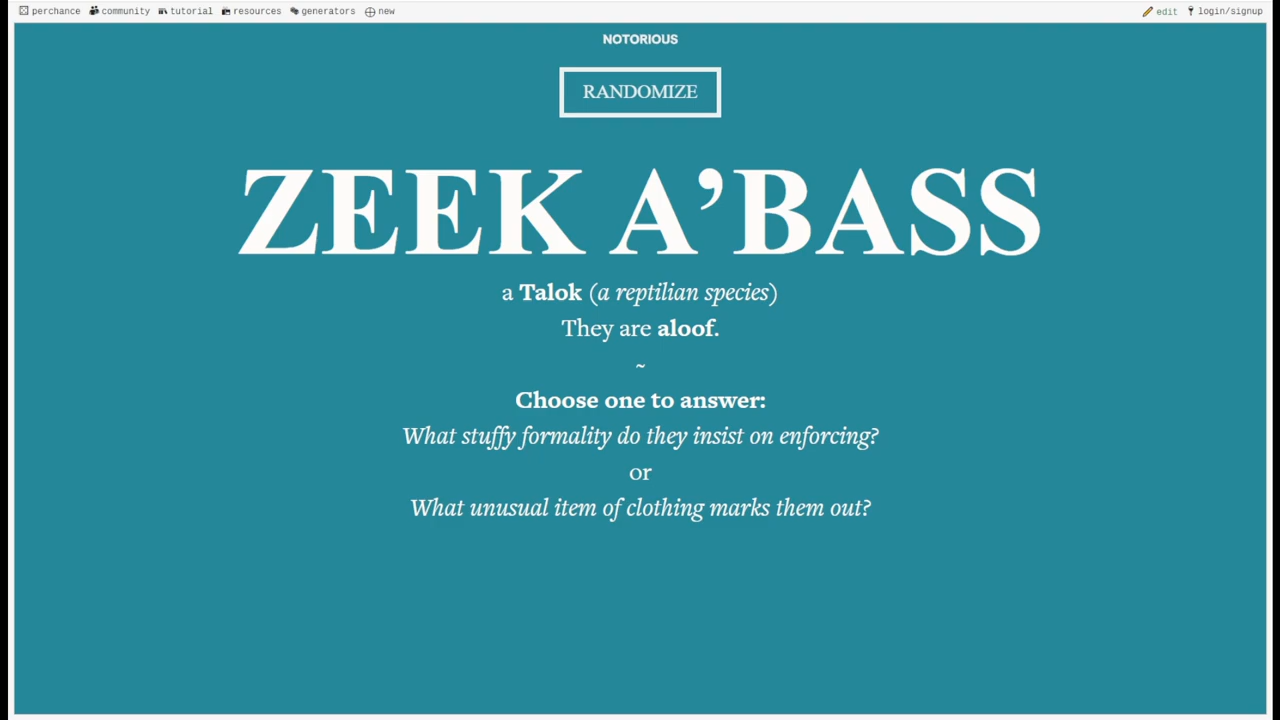 perchance community tutorial resources generators new edit login/signup
NOTORIOUS
RANDOMIZE
ZEEK A’BASS
a Talok (a reptilian species)
They are aloof.
~
Choose one to answer:
What stuffy formality do they insist on enforcing?
or
What unusual item of clothing marks them out?